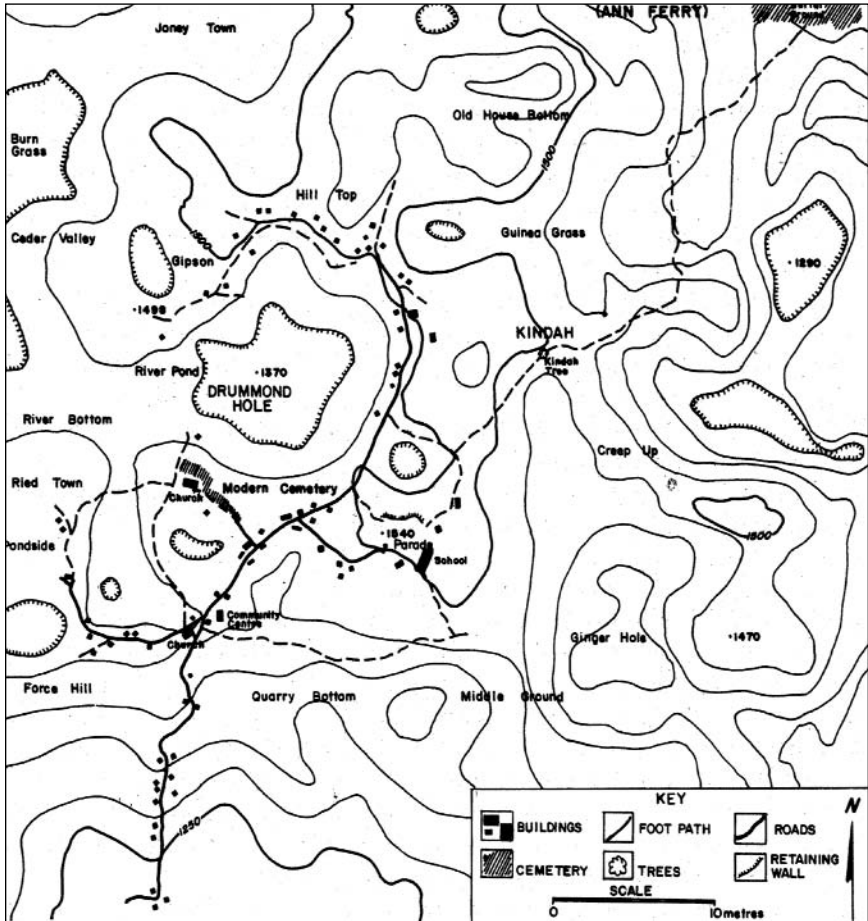 (ANN FERRY)
Joney Town
Old House Bottom
Burn
Grass
1500
Hill Top
1500
Guinea Grass
Ceder Valley
Gipson
·1290
·1499
KINDAH
Kindah
Tree
River Pond
·1370
DRUMMOND
HOLE
River Bottom
Creep Up
Ried Town
Modern Cemetery
Church
1500
Pondside
·1540
Parade
School
Community
Centre
Church
Ginger Hole
·1470
Force Hill
Quarry Bottom
Middle Ground
1250
KEY
N
BUILDINGS
FOOT PATH
ROADS
CEMETERY
TREES
RETAINING
WALL
SCALE
0
10metres